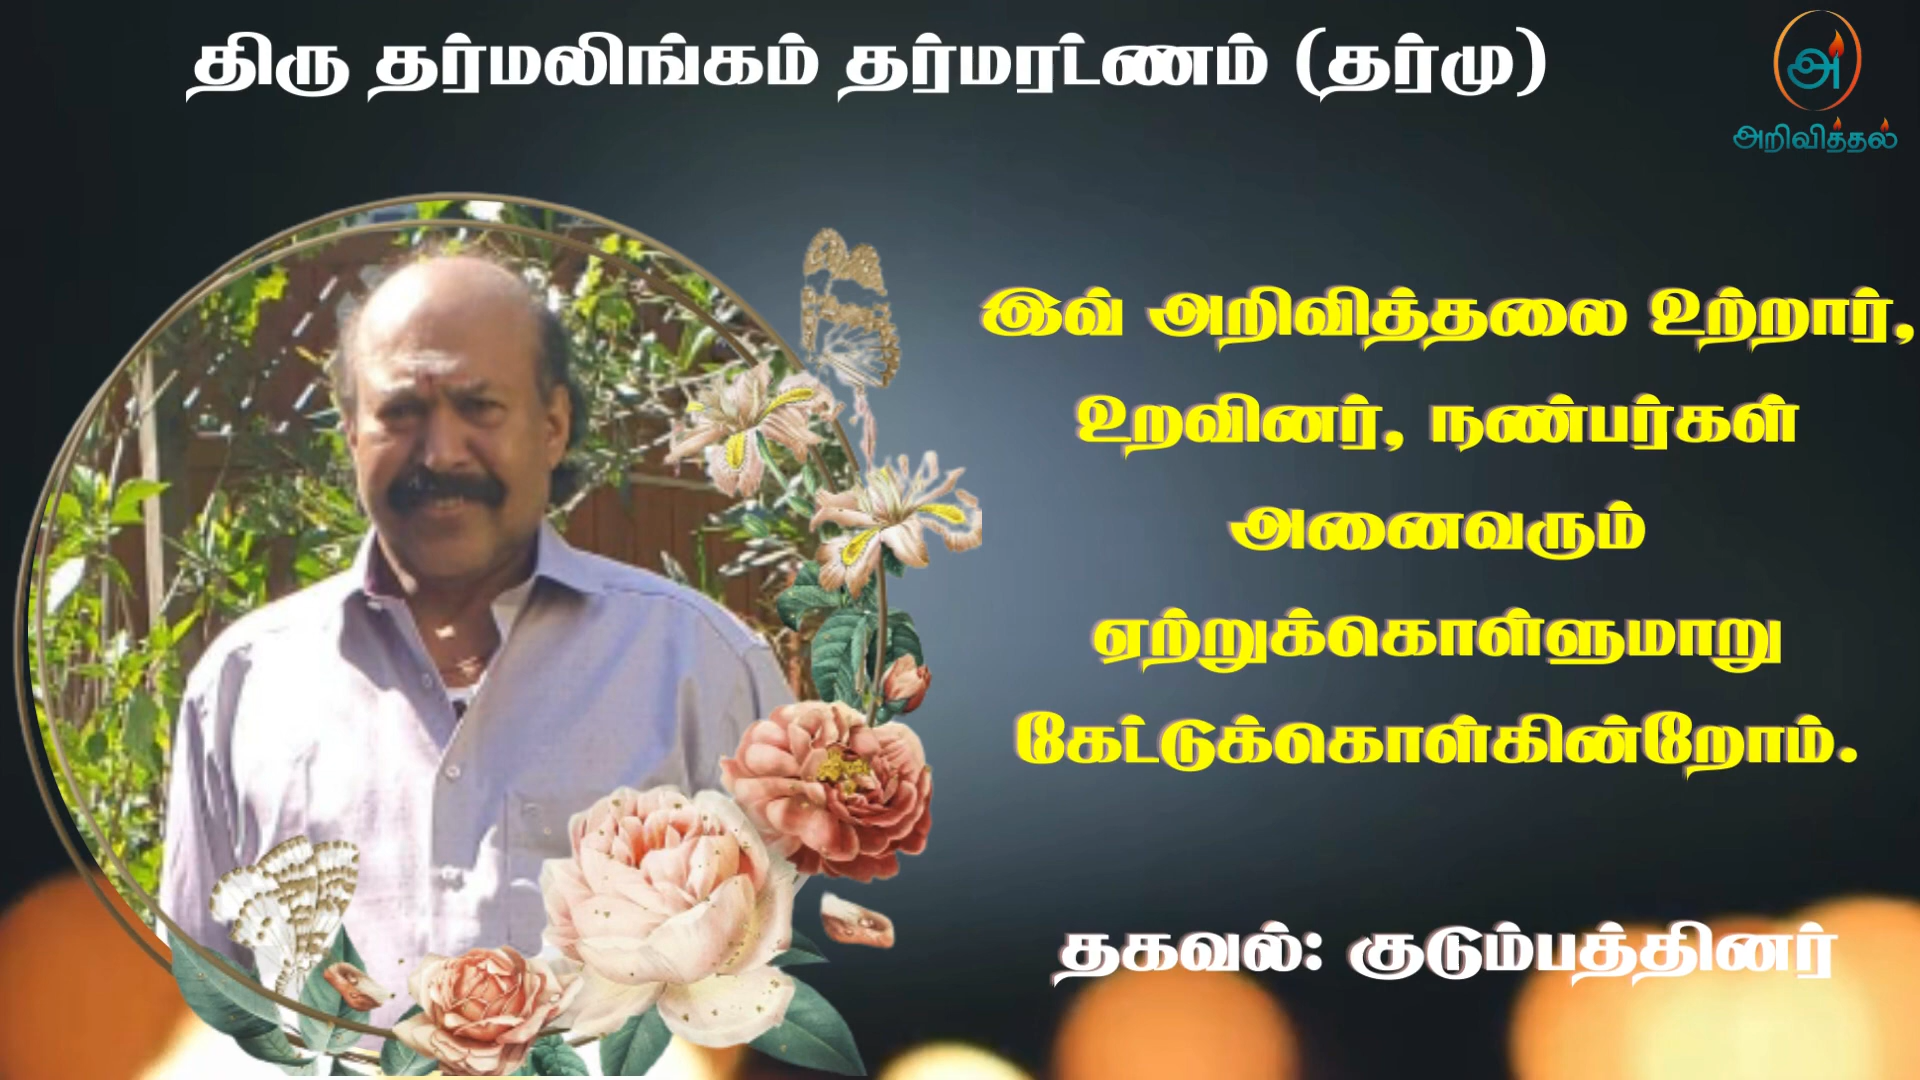 திரு தர்மலிங்கம் தர்மரட்ணம் (தர்மு)
அ
அறிவித்தல்
இவ் அறிவித்தலை உற்றார்,
உறவினர், நண்பர்கள்
அனைவரும்
ஏற்றுக்கொள்ளுமாறு
கேட்டுக்கொள்கின்றோம்.
தகவல்: குடும்பத்தினர்